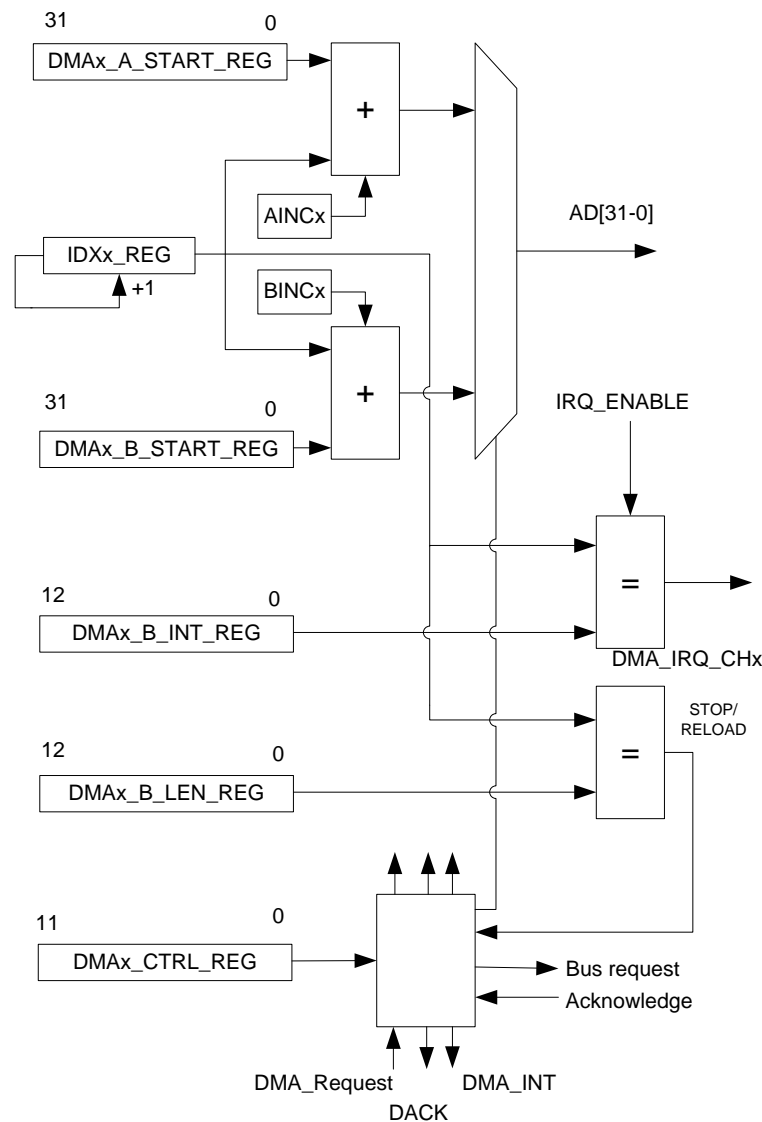 31 0
DMAx_A_START_REG
+
AINCx
AD[31-0]
IDXx_REG
+1
BINCx
+
31 0
DMAx_B_START_REG
IRQ_ENABLE
12 0
DMAx_B_INT_REG
=
DMA_IRQ_CHx
STOP/
RELOAD
12 0
DMAx_B_LEN_REG
=
11 0
DMAx_CTRL_REG
Bus request
Acknowledge
DMA_Request
DMA_INT
DACK